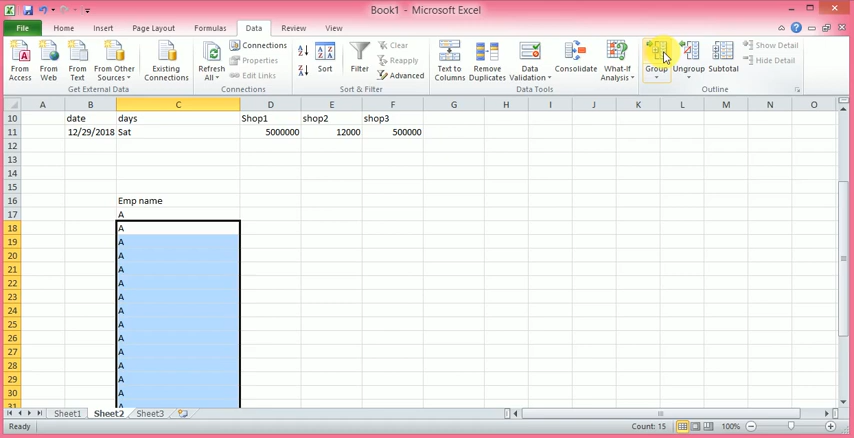 Book1 - Microsoft Excel
File Home Insert Page Layout Formulas Data Review View
From Access
From Web
From Text
From Other Sources
Existing Connections
Get External Data
Refresh All
Connections
Properties
Edit Links
Connections
Sort
Filter
Clear
Reapply
Advanced
Sort & Filter
Text to Columns
Remove Duplicates
Data Validation
Consolidate
What-If Analysis
Data Tools
Group
Ungroup
Subtotal
Show Detail
Hide Detail
Outline
A B C D E F G H I J K L M N O
10 date days Shop1 shop2 shop3
11 12/29/2018 Sat 5000000 12000 500000
12
13
14
15
16 Emp name
17 A
18 A
19 A
20 A
21 A
22 A
23 A
24 A
25 A
26 A
27 A
28 A
29 A
30 A
31 A
Sheet1 Sheet2 Sheet3
Ready Count: 15 100%